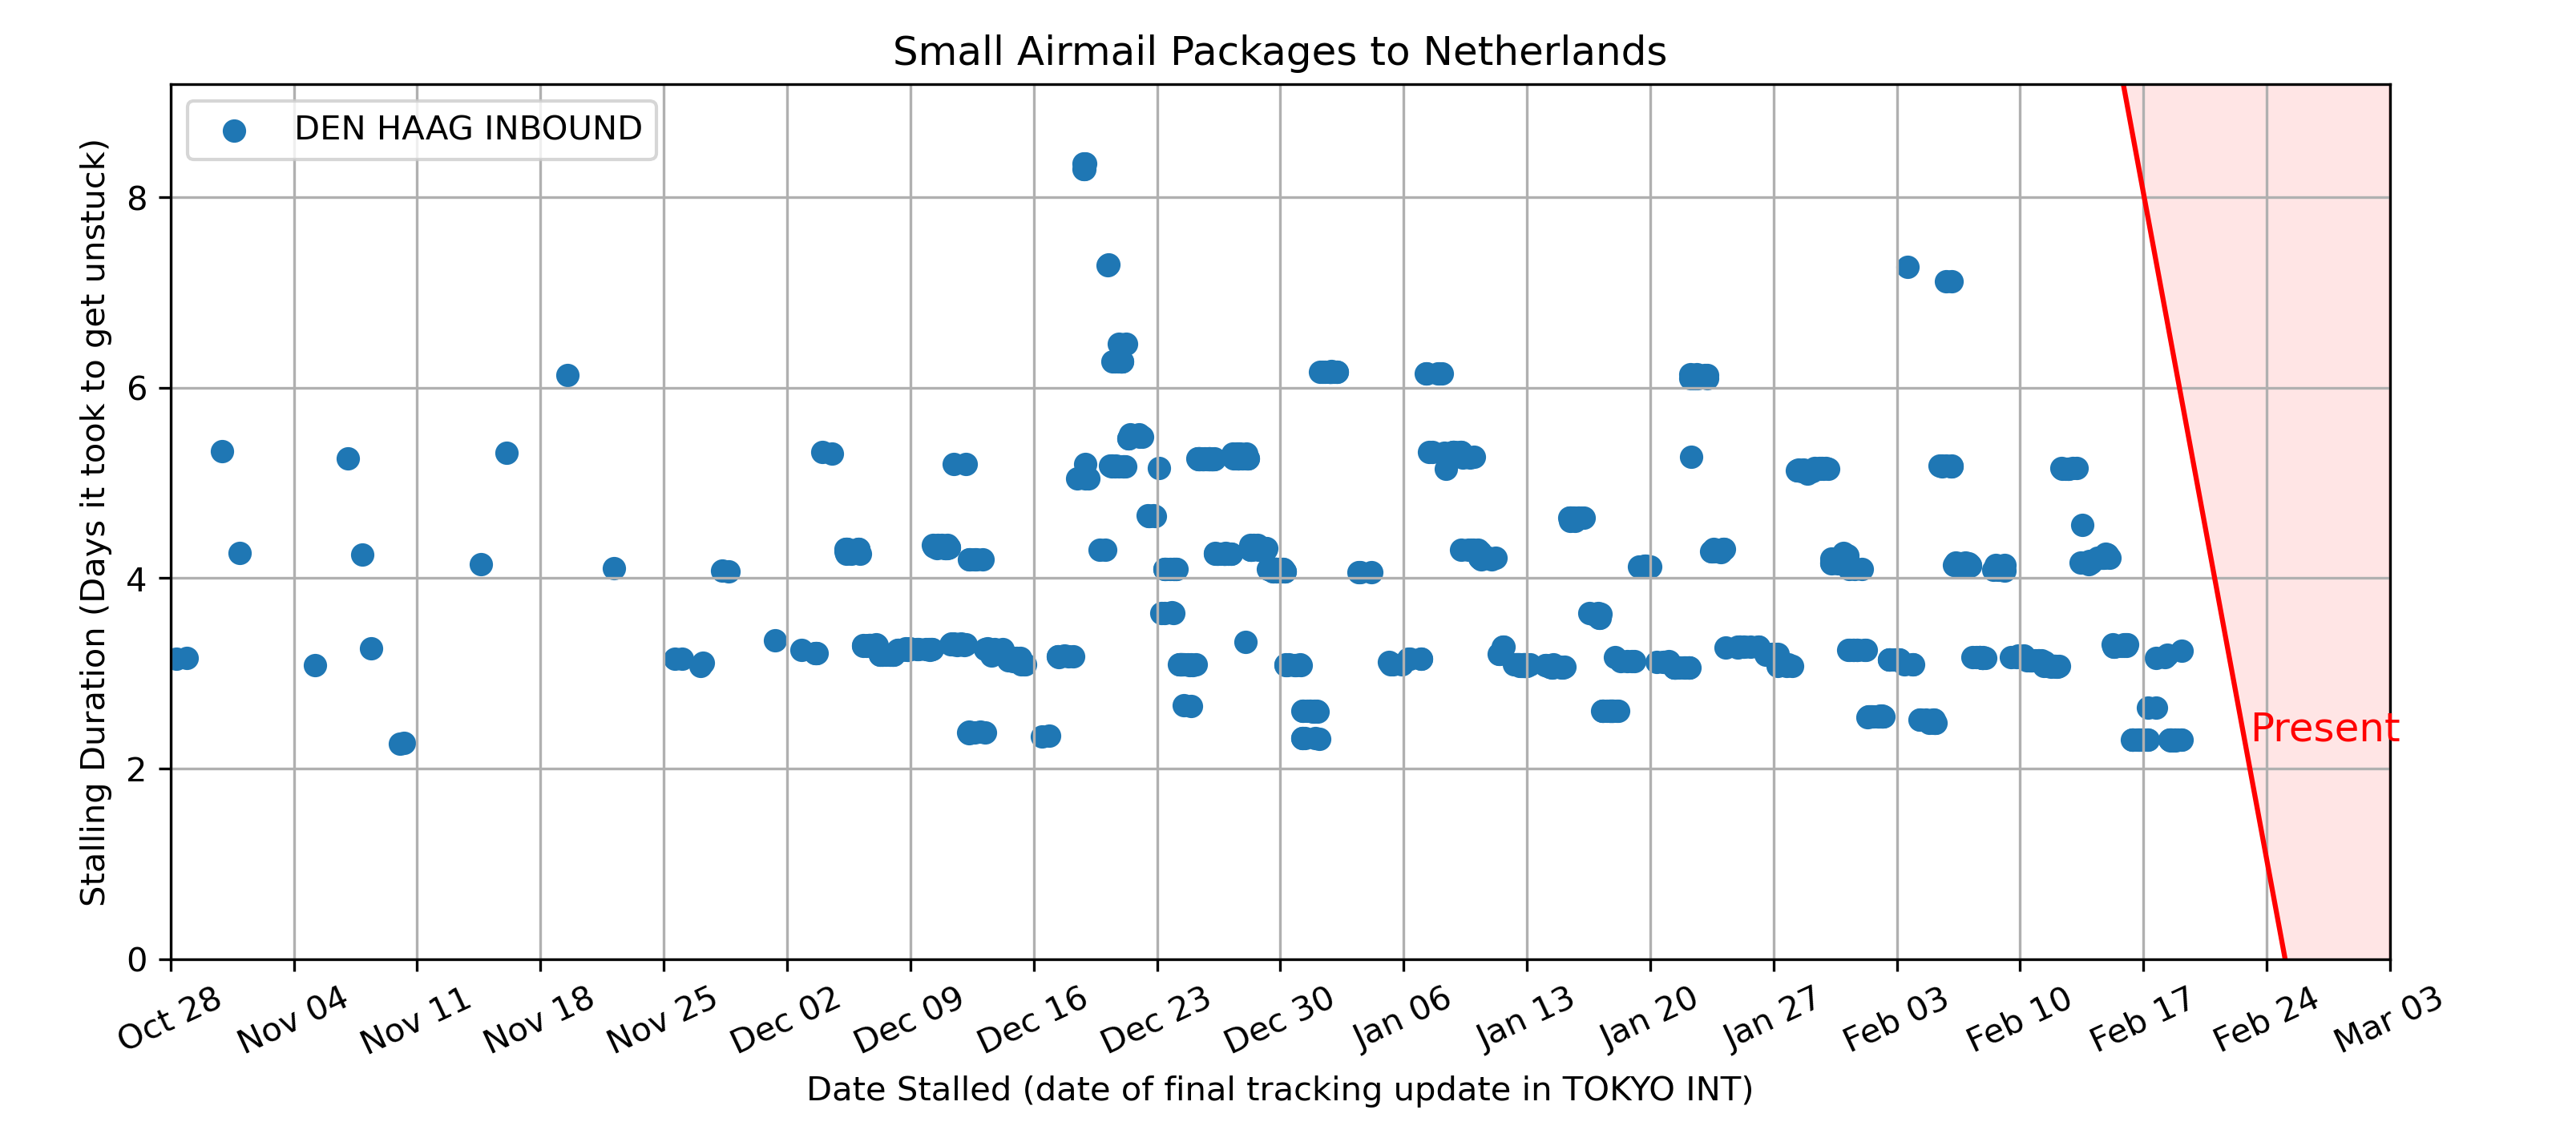 Small Airmail Packages to Netherlands
DEN HAAG INBOUND
Stalling Duration (Days it took to get unstuck)
8
6
4
2
0
Present
Oct 28
Nov 04
Nov 11
Nov 18
Nov 25
Dec 02
Dec 09
Dec 16
Dec 23
Dec 30
Jan 06
Jan 13
Jan 20
Jan 27
Feb 03
Feb 10
Feb 17
Feb 24
Mar 03
Date Stalled (date of final tracking update in TOKYO INT)